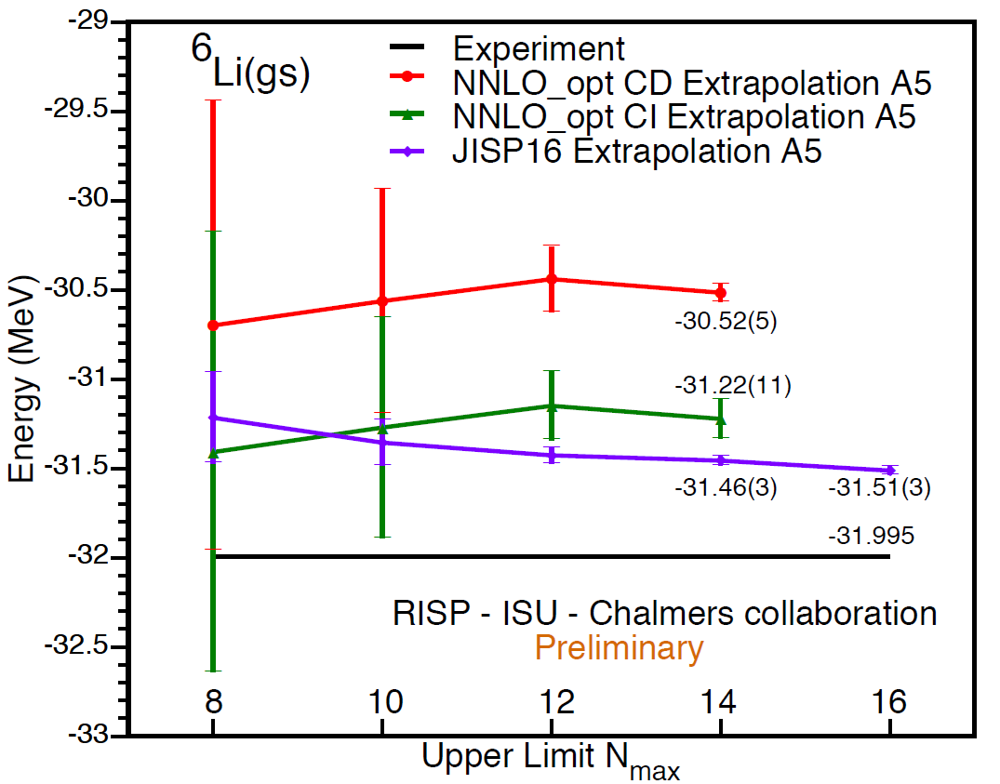 -29
-29.5
-30
-30.5
-31
-31.5
-32
-32.5
-33
Energy (MeV)
6Li(gs)
Experiment
NNLO_opt CD Extrapolation A5
NNLO_opt CI Extrapolation A5
JISP16 Extrapolation A5
-30.52(5)
-31.22(11)
-31.46(3)
-31.51(3)
-31.995
RISP - ISU - Chalmers collaboration
Preliminary
8 10 12 14 16
Upper Limit Nmax